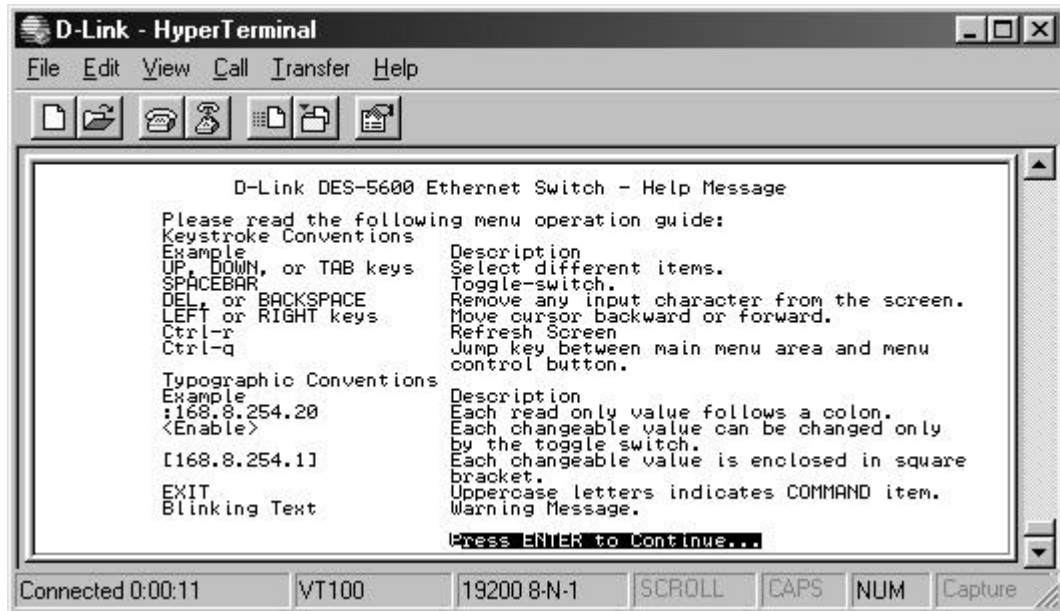 D-Link - HyperTerminal
File Edit View Call Transfer Help
D-Link DES-5600 Ethernet Switch - Help Message
Please read the following menu operation guide:
Keystroke Conventions
Example Description
UP, DOWN, or TAB keys Select different items.
SPACEBAR Toggle-switch.
DEL, or BACKSPACE Remove any input character from the screen.
LEFT or RIGHT keys Move cursor backward or forward.
Ctrl-r Refresh Screen
Ctrl-q Jump key between main menu area and menu
control button.
Typographic Conventions
Example Description
:168.8.254.20 Each read only value follows a colon.
<Enable> Each changeable value can be changed only
by the toggle switch.
[168.8.254.1] Each changeable value is enclosed in square
bracket.
EXIT Uppercase letters indicates COMMAND item.
Blinking Text Warning Message.
Press ENTER to Continue...
Connected 0:00:11 VT100 19200 8-N-1 SCROLL CAPS NUM Capture